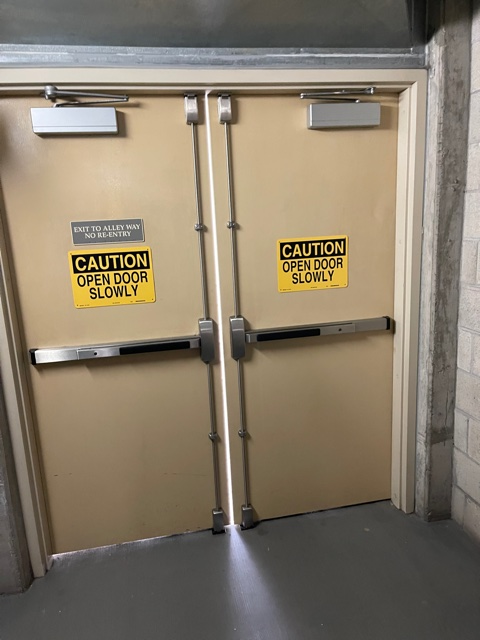 EXIT TO ALLEY WAY
NO RE-ENTRY
CAUTION
OPEN DOOR
SLOWLY
CAUTION
OPEN DOOR
SLOWLY